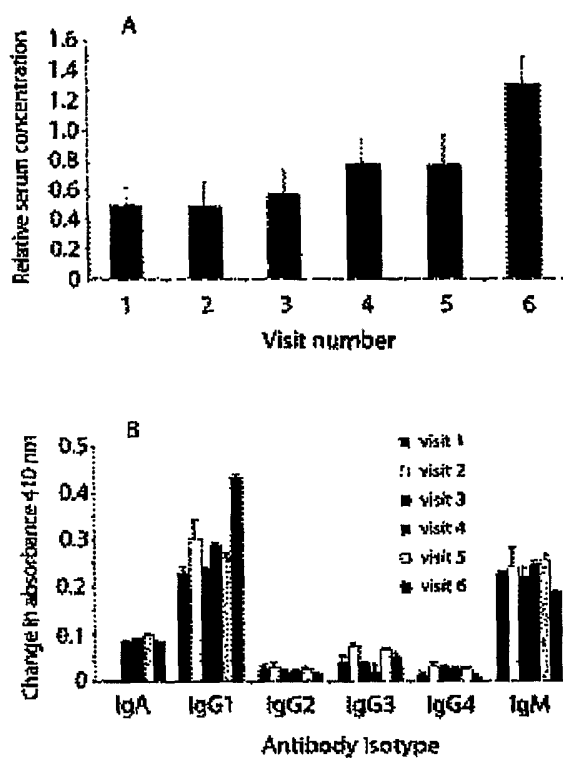 A
Relative serum concentration
1.6
1.4
1.2
1.0
0.8
0.6
0.4
0.2
0
1 2 3 4 5 6
Visit number
B
Change in absorbance 410 nm
0.5
0.4
0.3
0.2
0.1
0
visit 1
visit 2
visit 3
visit 4
visit 5
visit 6
IgA IgG1 IgG2 IgG3 IgG4 IgM
Antibody Isotype